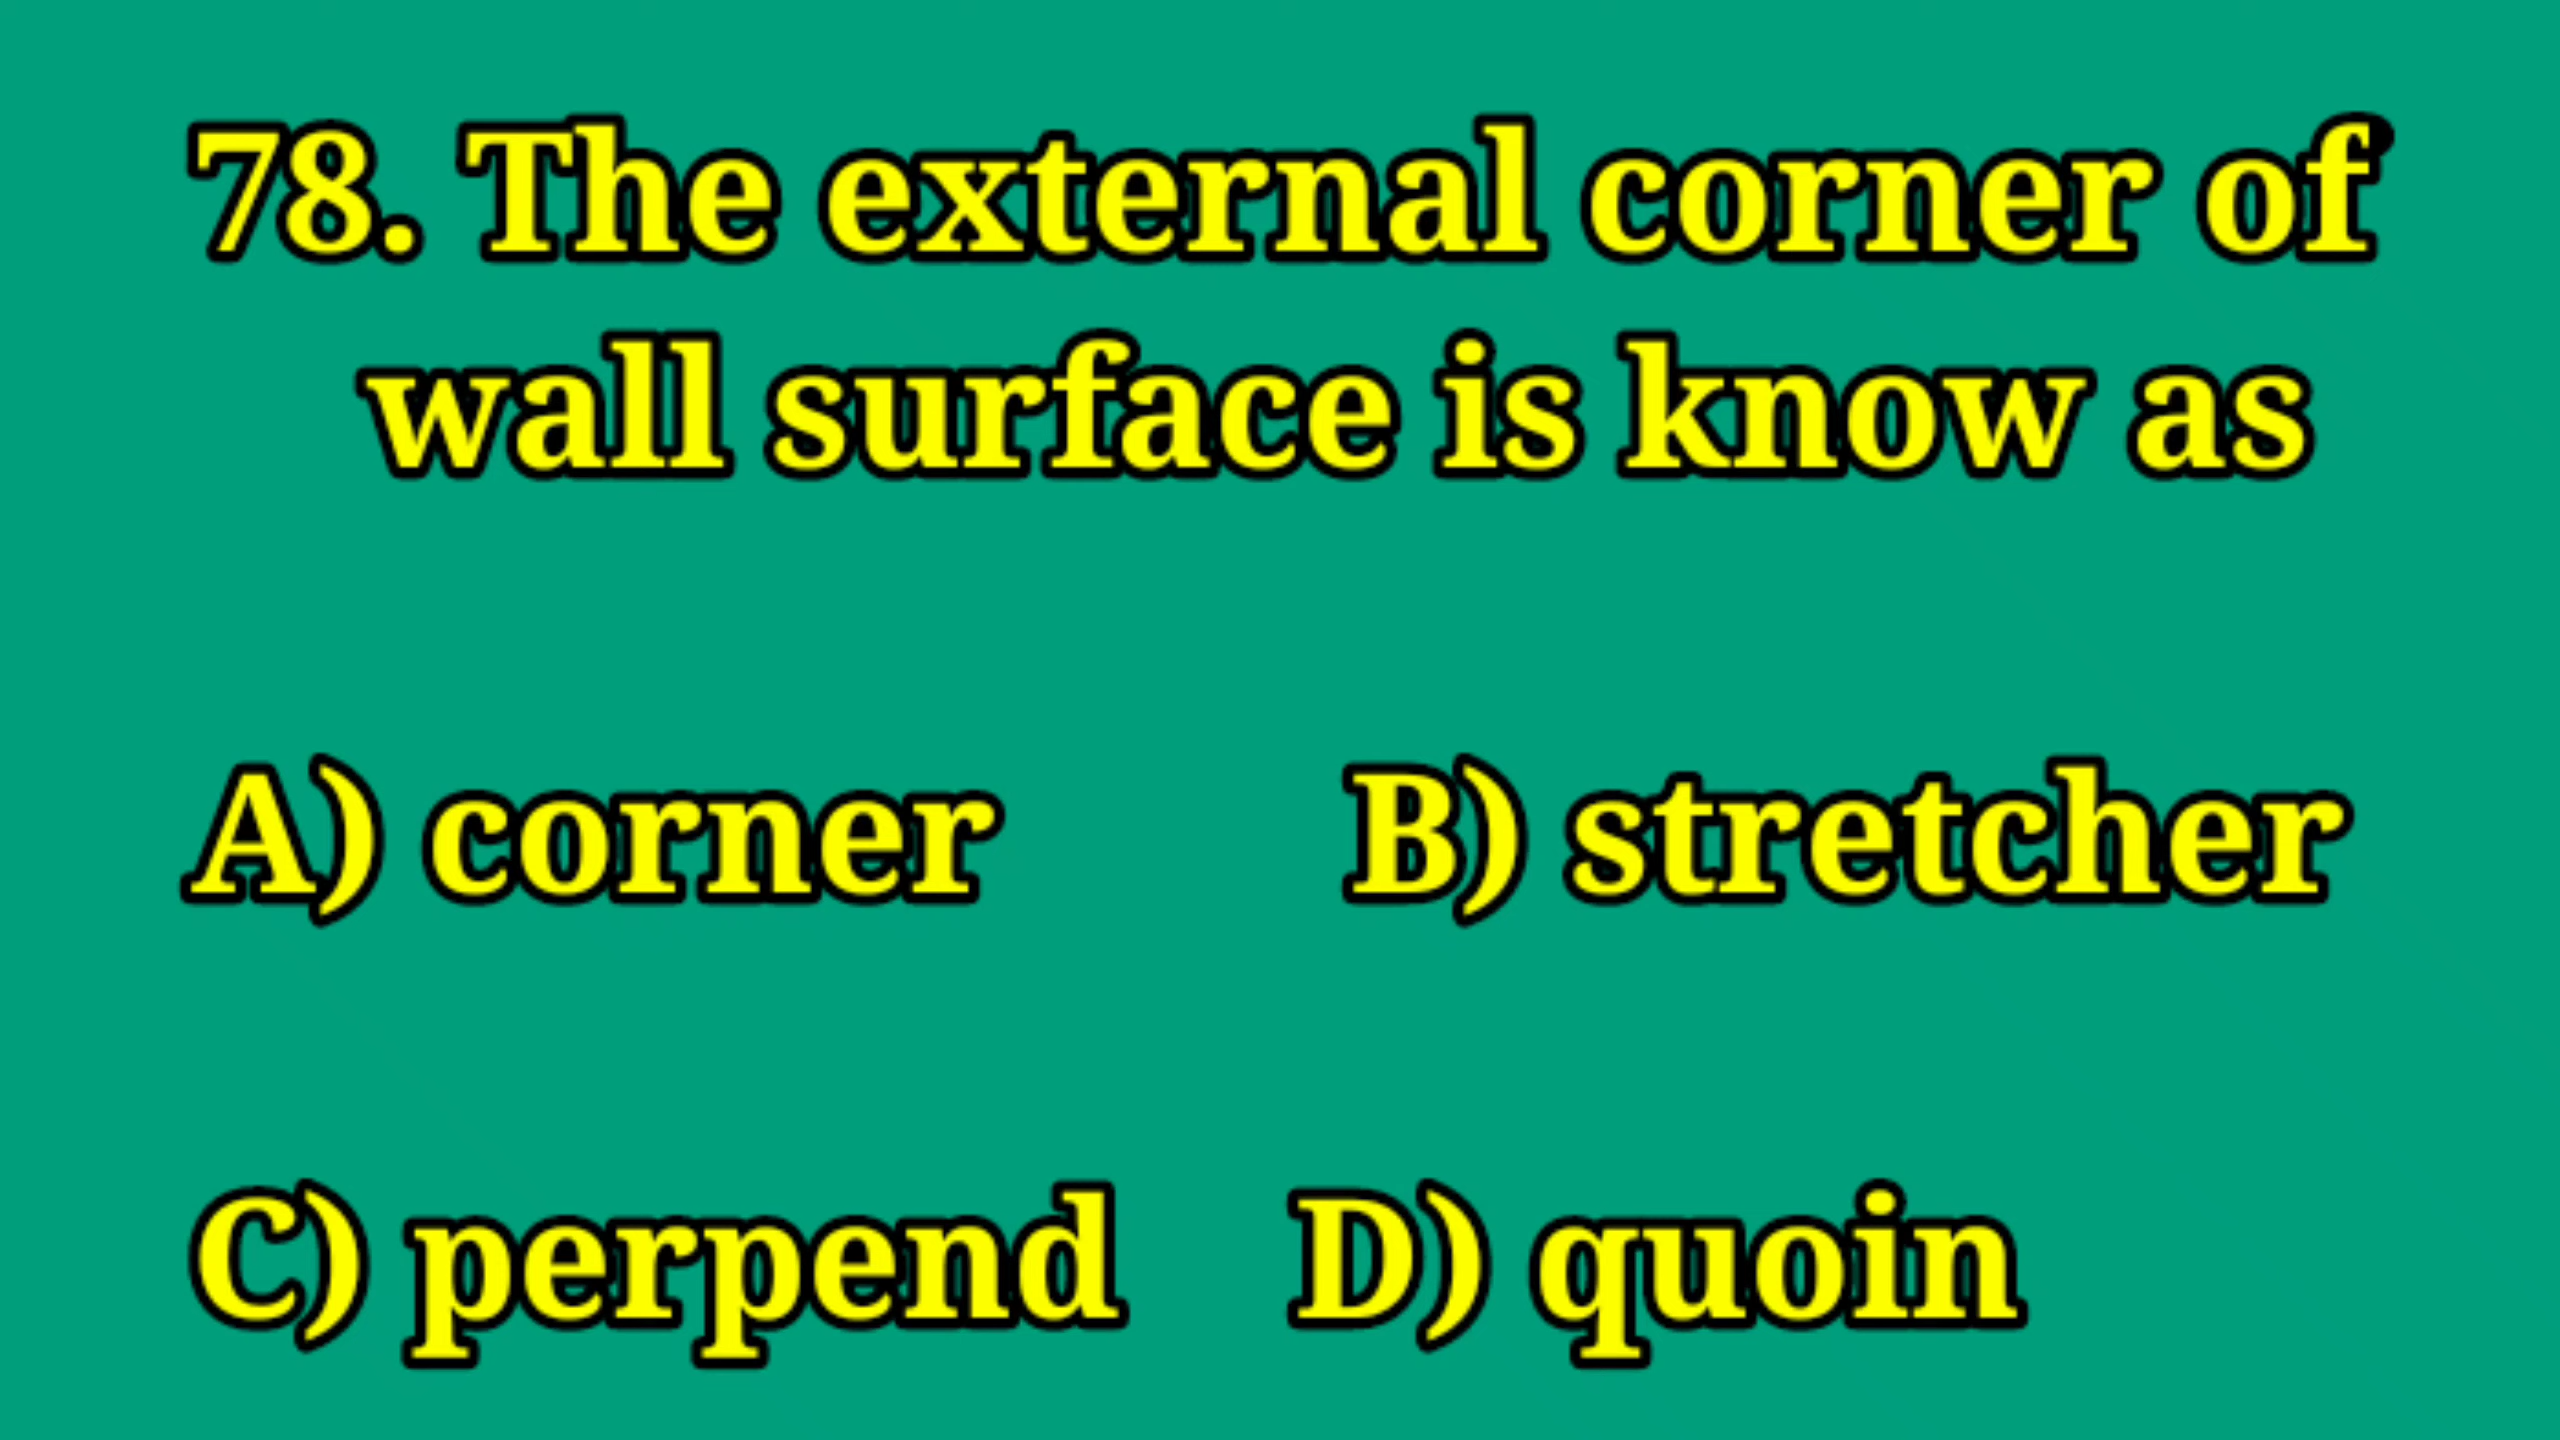 78. The external corner of
wall surface is know as
A) corner B) stretcher
C) perpend D) quoin